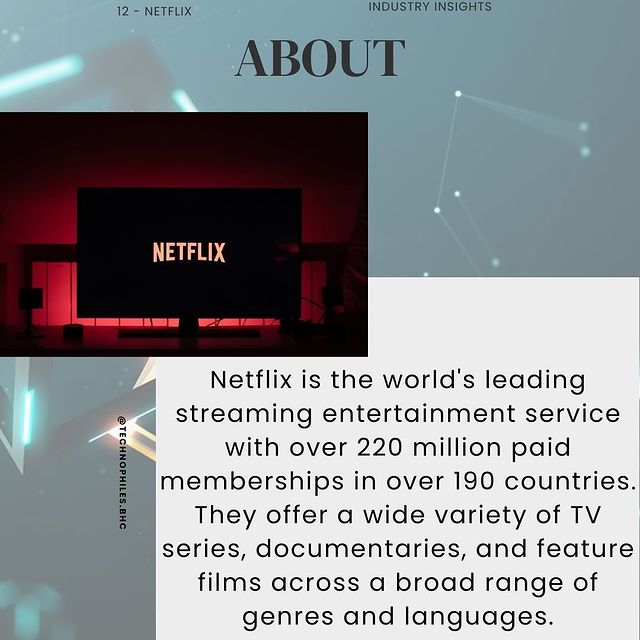 12 - NETFLIX
INDUSTRY INSIGHTS
ABOUT
NETFLIX
Netflix is the world's leading
streaming entertainment service
with over 220 million paid
memberships in over 190 countries.
They offer a wide variety of TV
series, documentaries, and feature
films across a broad range of
genres and languages.
@TECHNOPHILES.BHC